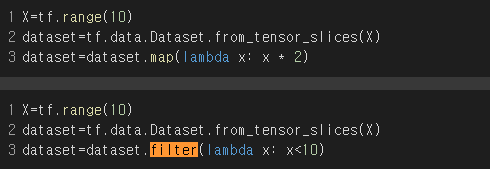 1 X=tf.range(10)
2 dataset=tf.data.Dataset.from_tensor_slices(X)
3 dataset=dataset.map(lambda x: x * 2)
1 X=tf.range(10)
2 dataset=tf.data.Dataset.from_tensor_slices(X)
3 dataset=dataset.filter(lambda x: x<10)